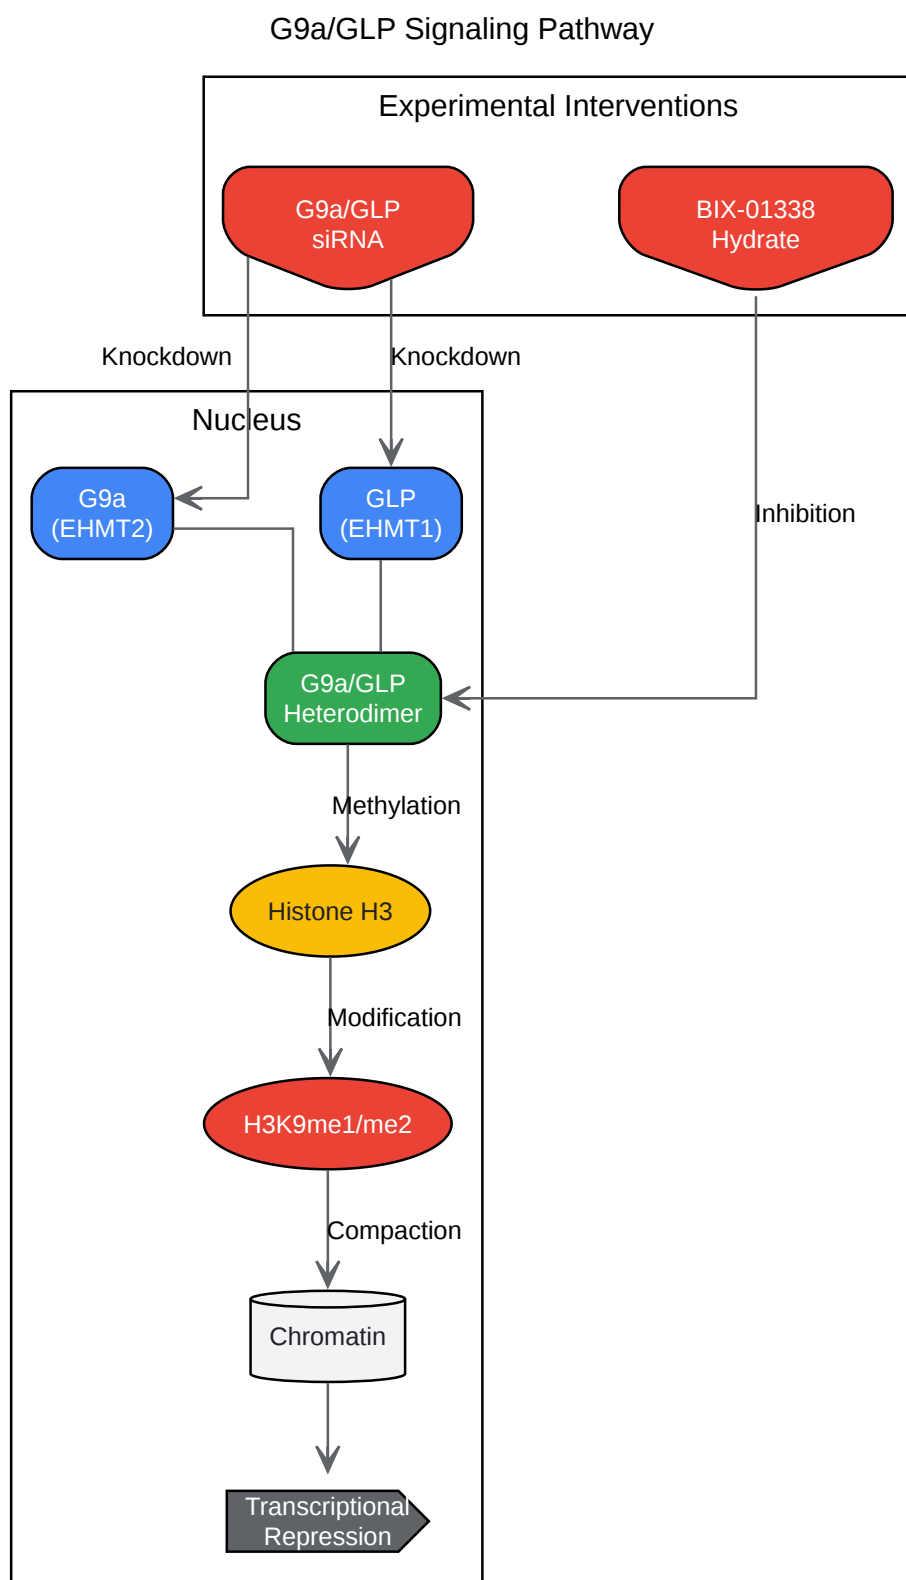 G9a/GLP Signaling Pathway
Experimental Interventions
G9a/GLP
siRNA
BIX-01338
Hydrate
Knockdown
Knockdown
Nucleus
G9a
(EHMT2)
GLP
(EHMT1)
Inhibition
G9a/GLP
Heterodimer
Methylation
Histone H3
Modification
H3K9me1/me2
Compaction
Chromatin
Transcriptional
Repression